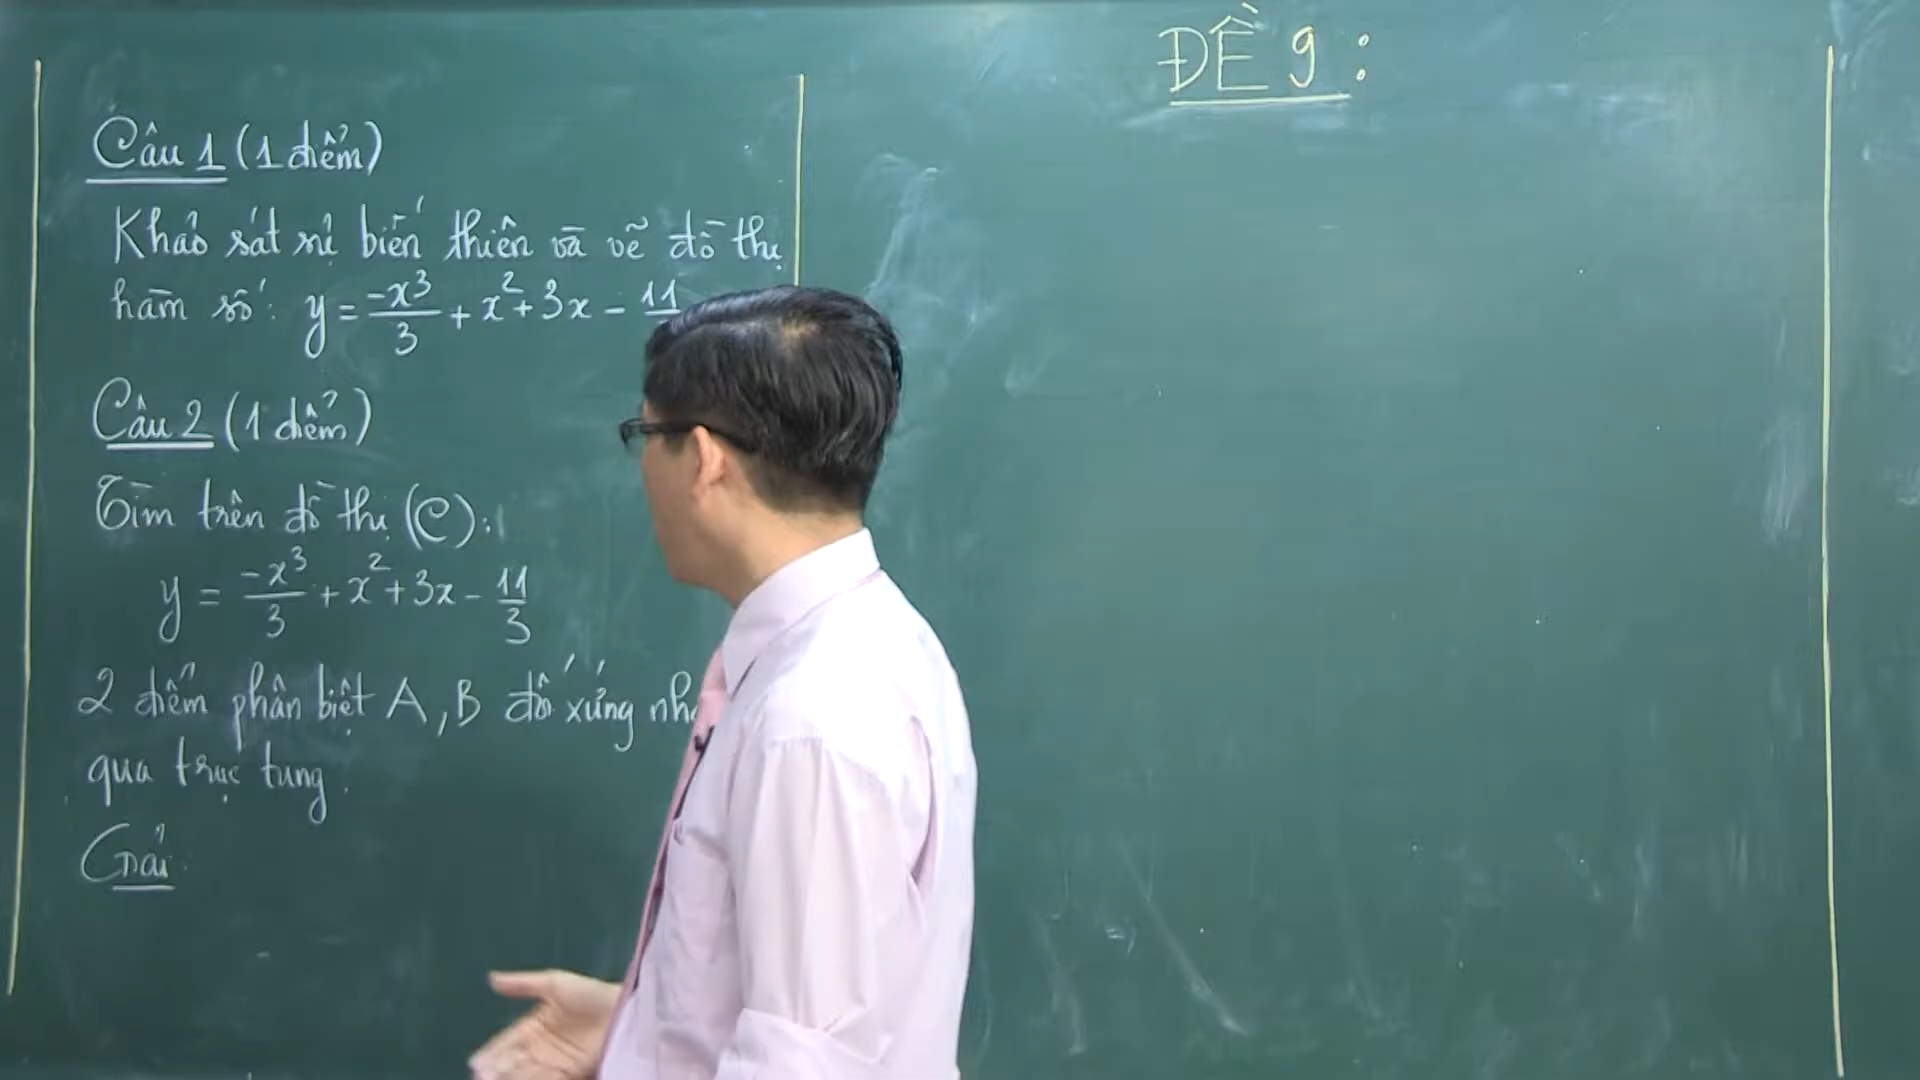 ĐỀ 9:
Câu 1 (1 điểm)
Khảo sát sự biến thiên và vẽ đồ thị
hàm số: y = -x³/3 + x² + 3x - 11
Câu 2 (1 điểm)
Tìm trên đồ thị (C):
y = -x³/3 + x² + 3x - 11/3
2 điểm phân biệt A, B đối xứng
qua trục tung.
Giải: